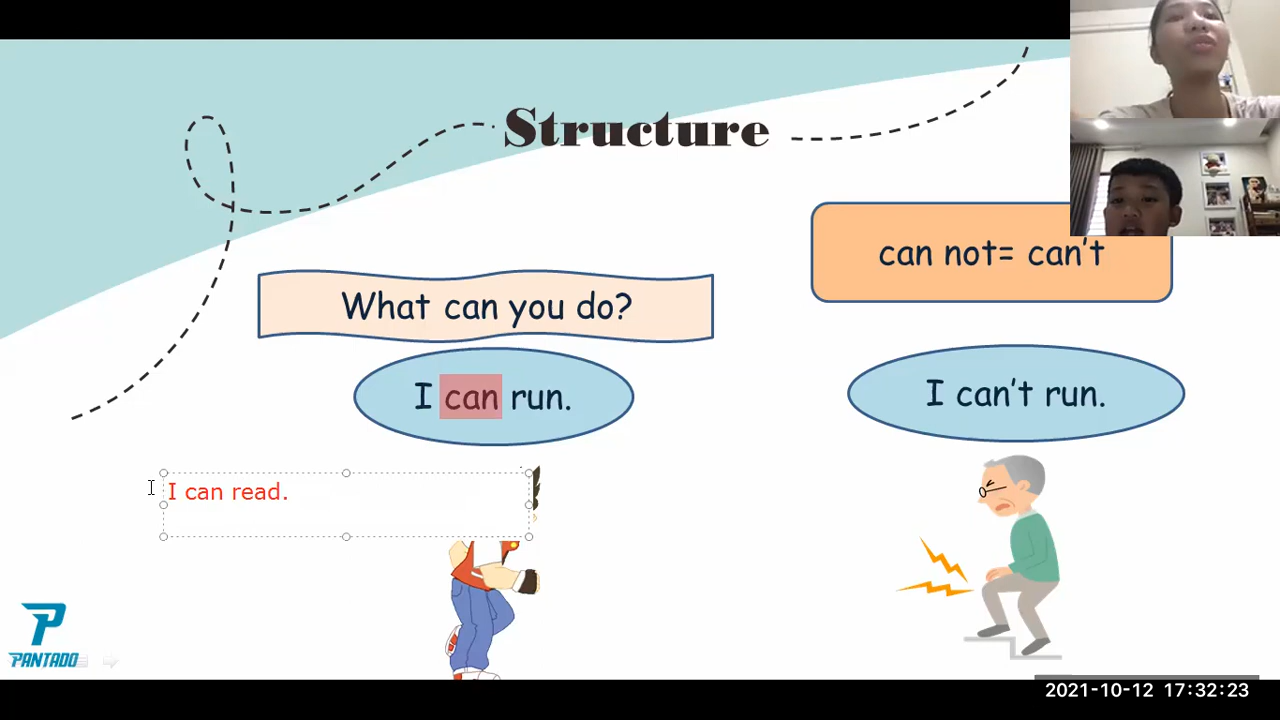 Structure
can not= can't
What can you do?
I can run.
I can't run.
I can read.
PANTADO
2021-10-12 17:32:23